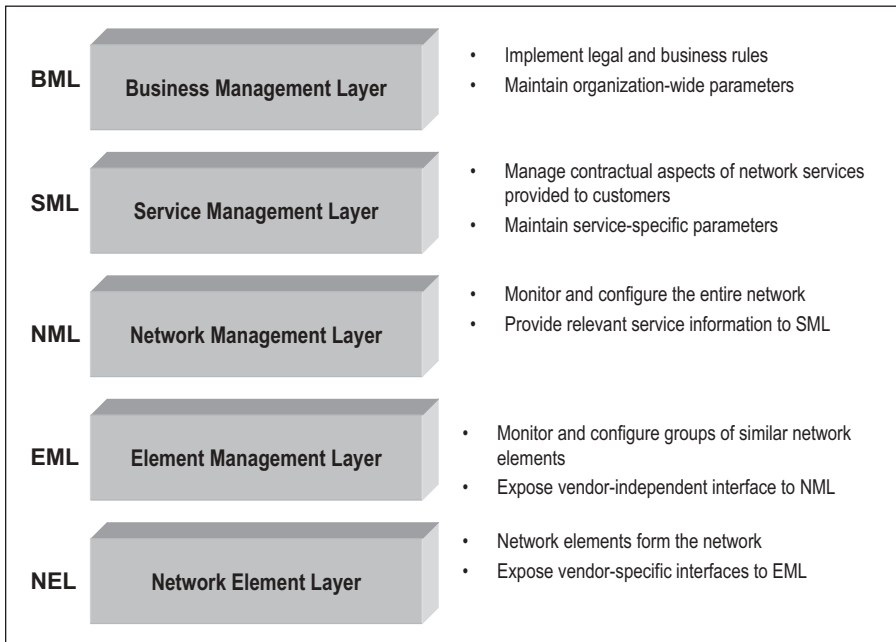 BML
Business Management Layer
• Implement legal and business rules
• Maintain organization-wide parameters
SML
Service Management Layer
• Manage contractual aspects of network services
provided to customers
• Maintain service-specific parameters
NML
Network Management Layer
• Monitor and configure the entire network
• Provide relevant service information to SML
EML
Element Management Layer
• Monitor and configure groups of similar network
elements
• Expose vendor-independent interface to NML
NEL
Network Element Layer
• Network elements form the network
• Expose vendor-specific interfaces to EML